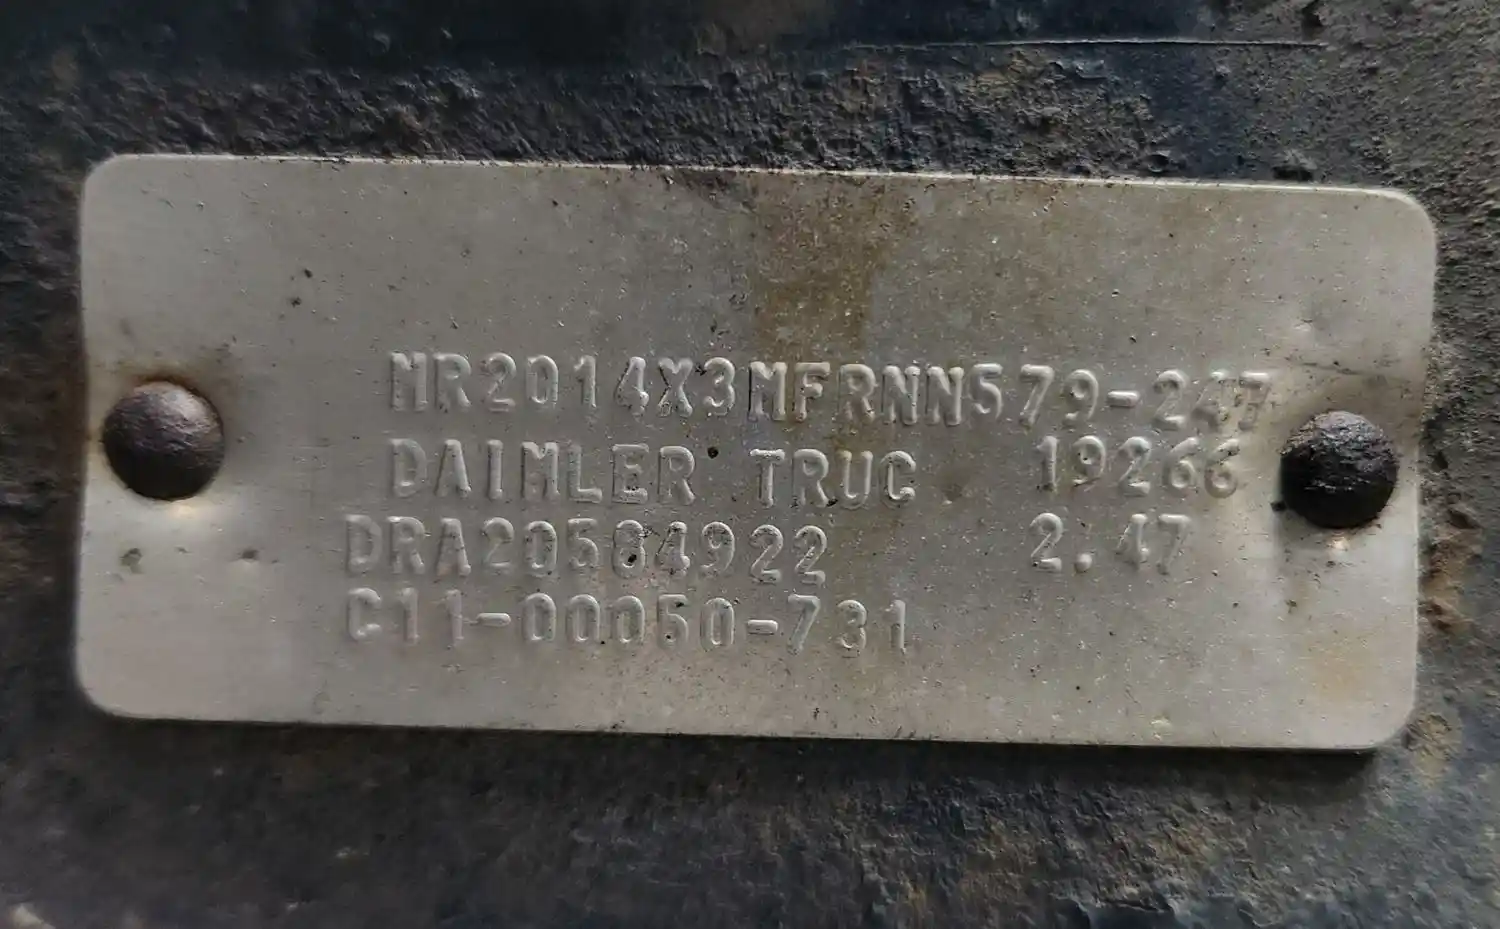 MR2014X3MFRNN579-247
DAIMLER TRUC 19266
DRA20584922 2.47
C11-00050-731